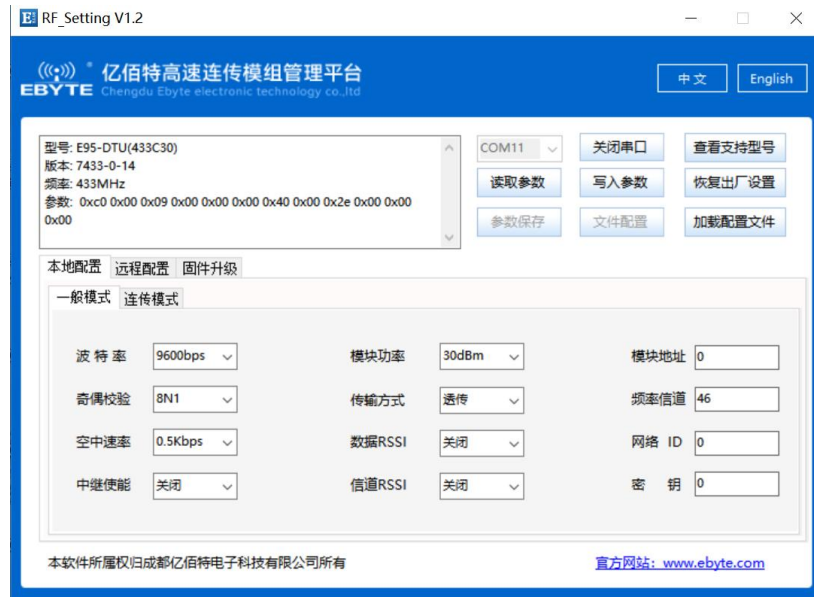 RF_Setting V1.2
亿佰特高速连传模组管理平台
EBYTE Chengdu Ebyte electronic technology co.,ltd
中文 English
型号: E95-DTU(433C30)
版本: 7433-0-14
频率: 433MHz
参数: 0xc0 0x00 0x09 0x00 0x00 0x00 0x40 0x00 0x2e 0x00 0x00
0x00
COM11 关闭串口 查看支持型号
读取参数 写入参数 恢复出厂设置
参数保存 文件配置 加载配置文件
本地配置 远程配置 固件升级
一般模式 连传模式
波特率 9600bps 模块功率 30dBm 模块地址 0
奇偶校验 8N1 传输方式 透传 频率信道 46
空中速率 0.5Kbps 数据RSSI 关闭 网络 ID 0
中继使能 关闭 信道RSSI 关闭 密 钥 0
本软件所属权归成都亿佰特电子科技有限公司所有 官方网站：www.ebyte.com